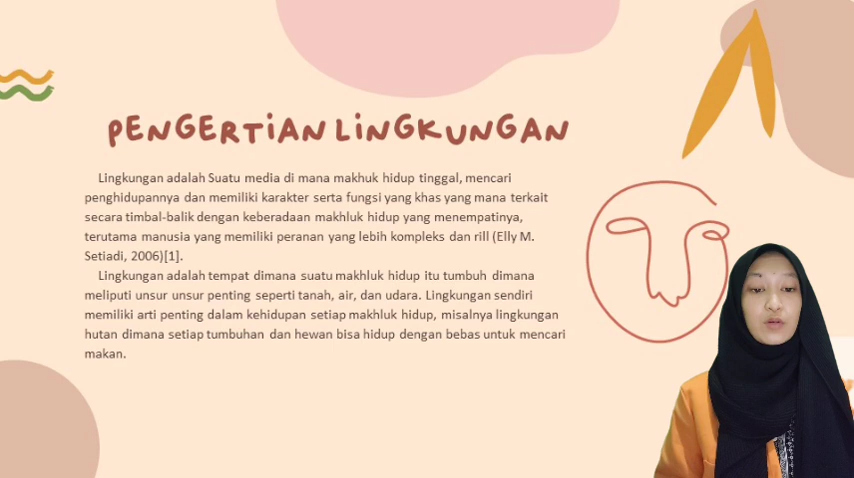 PENGERTIAN LINGKUNGAN
Lingkungan adalah Suatu media di mana makhuk hidup tinggal, mencari
penghidupannya dan memiliki karakter serta fungsi yang khas yang mana terkait
secara timbal-balik dengan keberadaan makhluk hidup yang menempatinya,
terutama manusia yang memiliki peranan yang lebih kompleks dan rill (Elly M.
Setiadi, 2006)[1].
Lingkungan adalah tempat dimana suatu makhluk hidup itu tumbuh dimana
meliputi unsur unsur penting seperti tanah, air, dan udara. Lingkungan sendiri
memiliki arti penting dalam kehidupan setiap makhluk hidup, misalnya lingkungan
hutan dimana setiap tumbuhan dan hewan bisa hidup dengan bebas untuk mencari
makan.